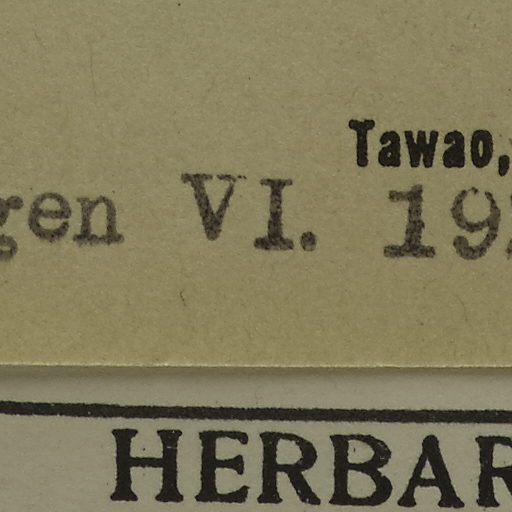 Tawao,
gen VI. 19
HERBAR